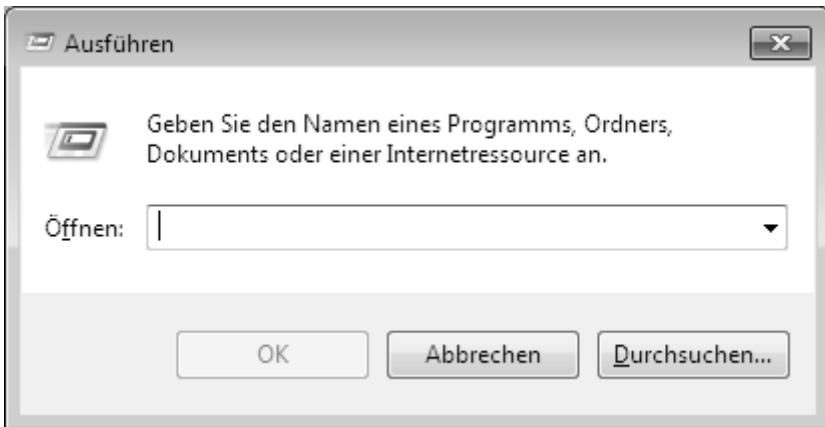 Ausführen
Geben Sie den Namen eines Programms, Ordners,
Dokuments oder einer Internetressource an.
Öffnen:
OK Abbrechen Durchsuchen...